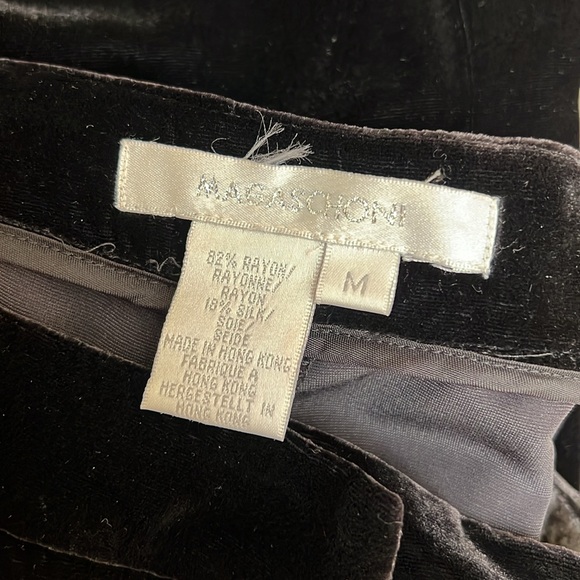 MAGASCHONI
M
82% RAYON/
RAYONNE/
RAYON
18% SILK/
SOIE/
SEIDE
MADE IN HONG KONG
FABRIQUE A
HONG KONG
HERGESTELLT IN
HONG KONG